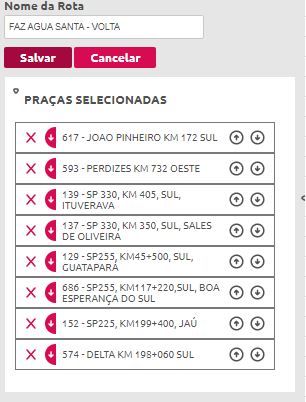 Nome da Rota
FAZ AGUA SANTA - VOLTA
Salvar
Cancelar
PRAÇAS SELECIONADAS
617 - JOAO PINHEIRO KM 172 SUL
593 - PERDIZES KM 732 OESTE
139 - SP 330, KM 405, SUL,
ITUVERAVA
137 - SP 330, KM 350, SUL, SALES
DE OLIVEIRA
129 - SP255, KM45+500, SUL,
GUATAPARÁ
686 - SP255, KM117+220,SUL, BOA
ESPERANÇA DO SUL
152 - SP225, KM199+400, JAÚ
574 - DELTA KM 198+060 SUL